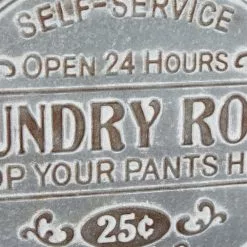 SELF-SERVICE
OPEN 24 HOURS
UNDRY RO
OP YOUR PANTS H
25¢